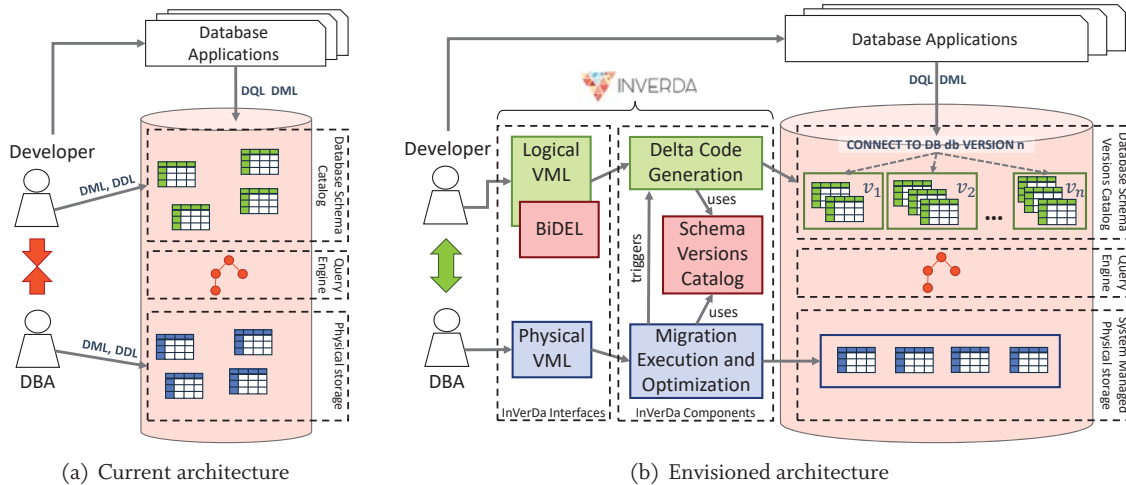 Database
Applications
DQL DML
Developer
DML, DDL
Database Schema
Catalog
Query
Engine
DML, DDL
DBA
Physical storage
(a) Current architecture
Database Applications
DQL DML
INVERDA
Developer
Logical
VML
BiDEL
Delta Code
Generation
uses
Schema
Versions
Catalog
triggers
uses
CONNECT TO DB db VERSION n
v1
v2
...
vn
Database Schema
Versions Catalog
Query
Engine
DBA
Physical
VML
Migration
Execution and
Optimization
System Managed
Physical storage
InVerDa Interfaces
InVerDa Components
(b) Envisioned architecture